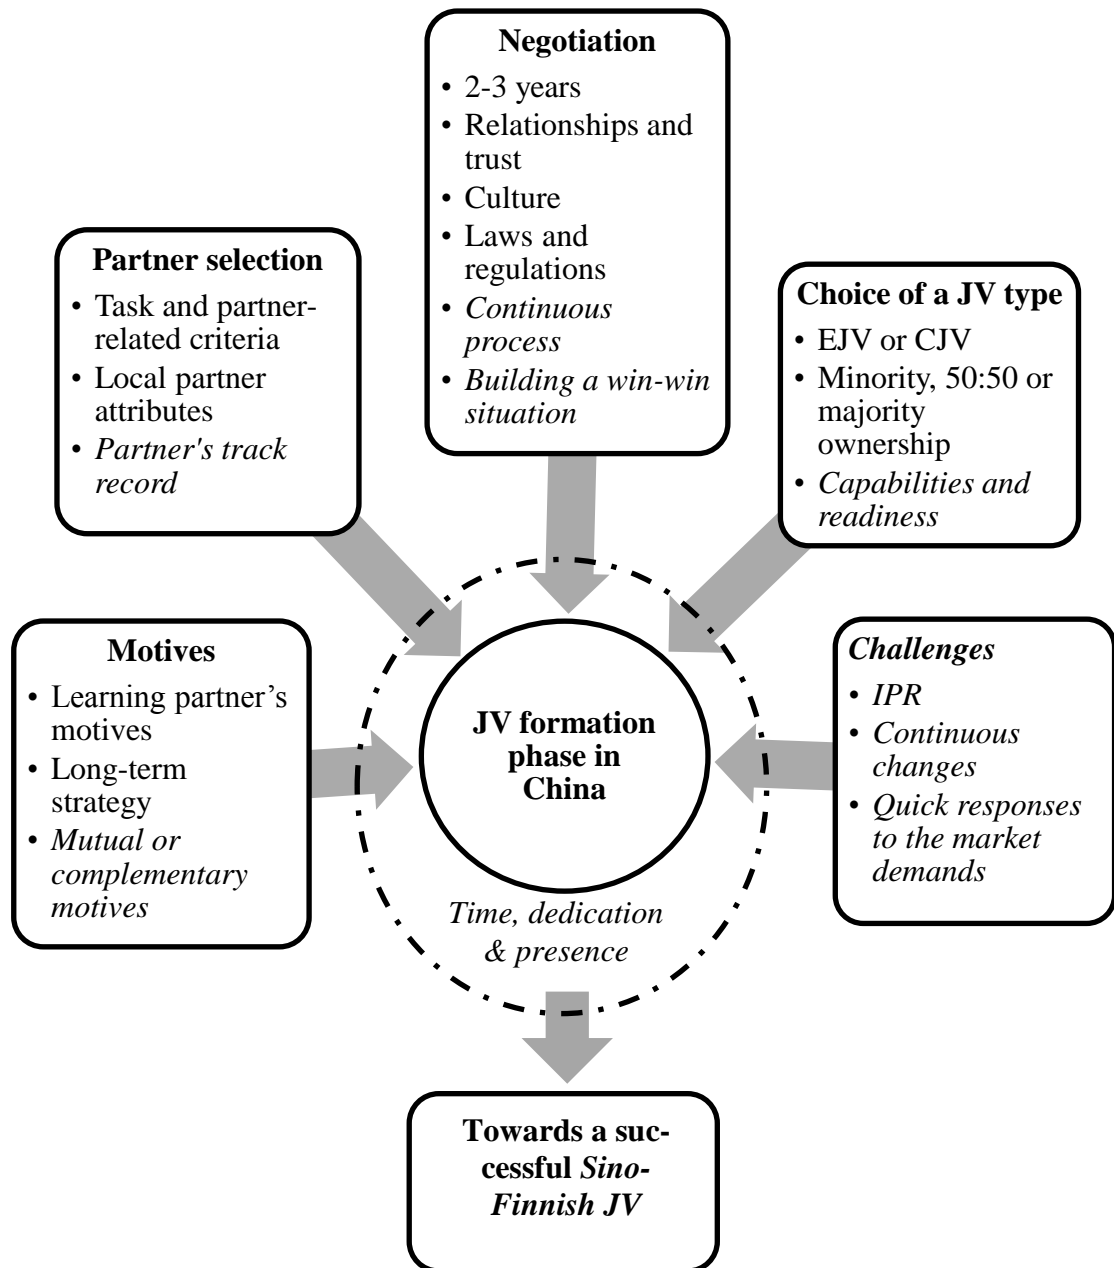 Negotiation
• 2-3 years
• Relationships and
trust
• Culture
• Laws and
regulations
• Continuous
process
• Building a win-win
situation
Partner selection
• Task and partner-
related criteria
• Local partner
attributes
• Partner's track
record
Choice of a JV type
• EJV or CJV
• Minority, 50:50 or
majority
ownership
• Capabilities and
readiness
Motives
• Learning partner’s
motives
• Long-term
strategy
• Mutual or
complementary
motives
JV formation
phase in
China
Challenges
• IPR
• Continuous
changes
• Quick responses
to the market
demands
Time, dedication
& presence
Towards a suc-
cessful Sino-
Finnish JV